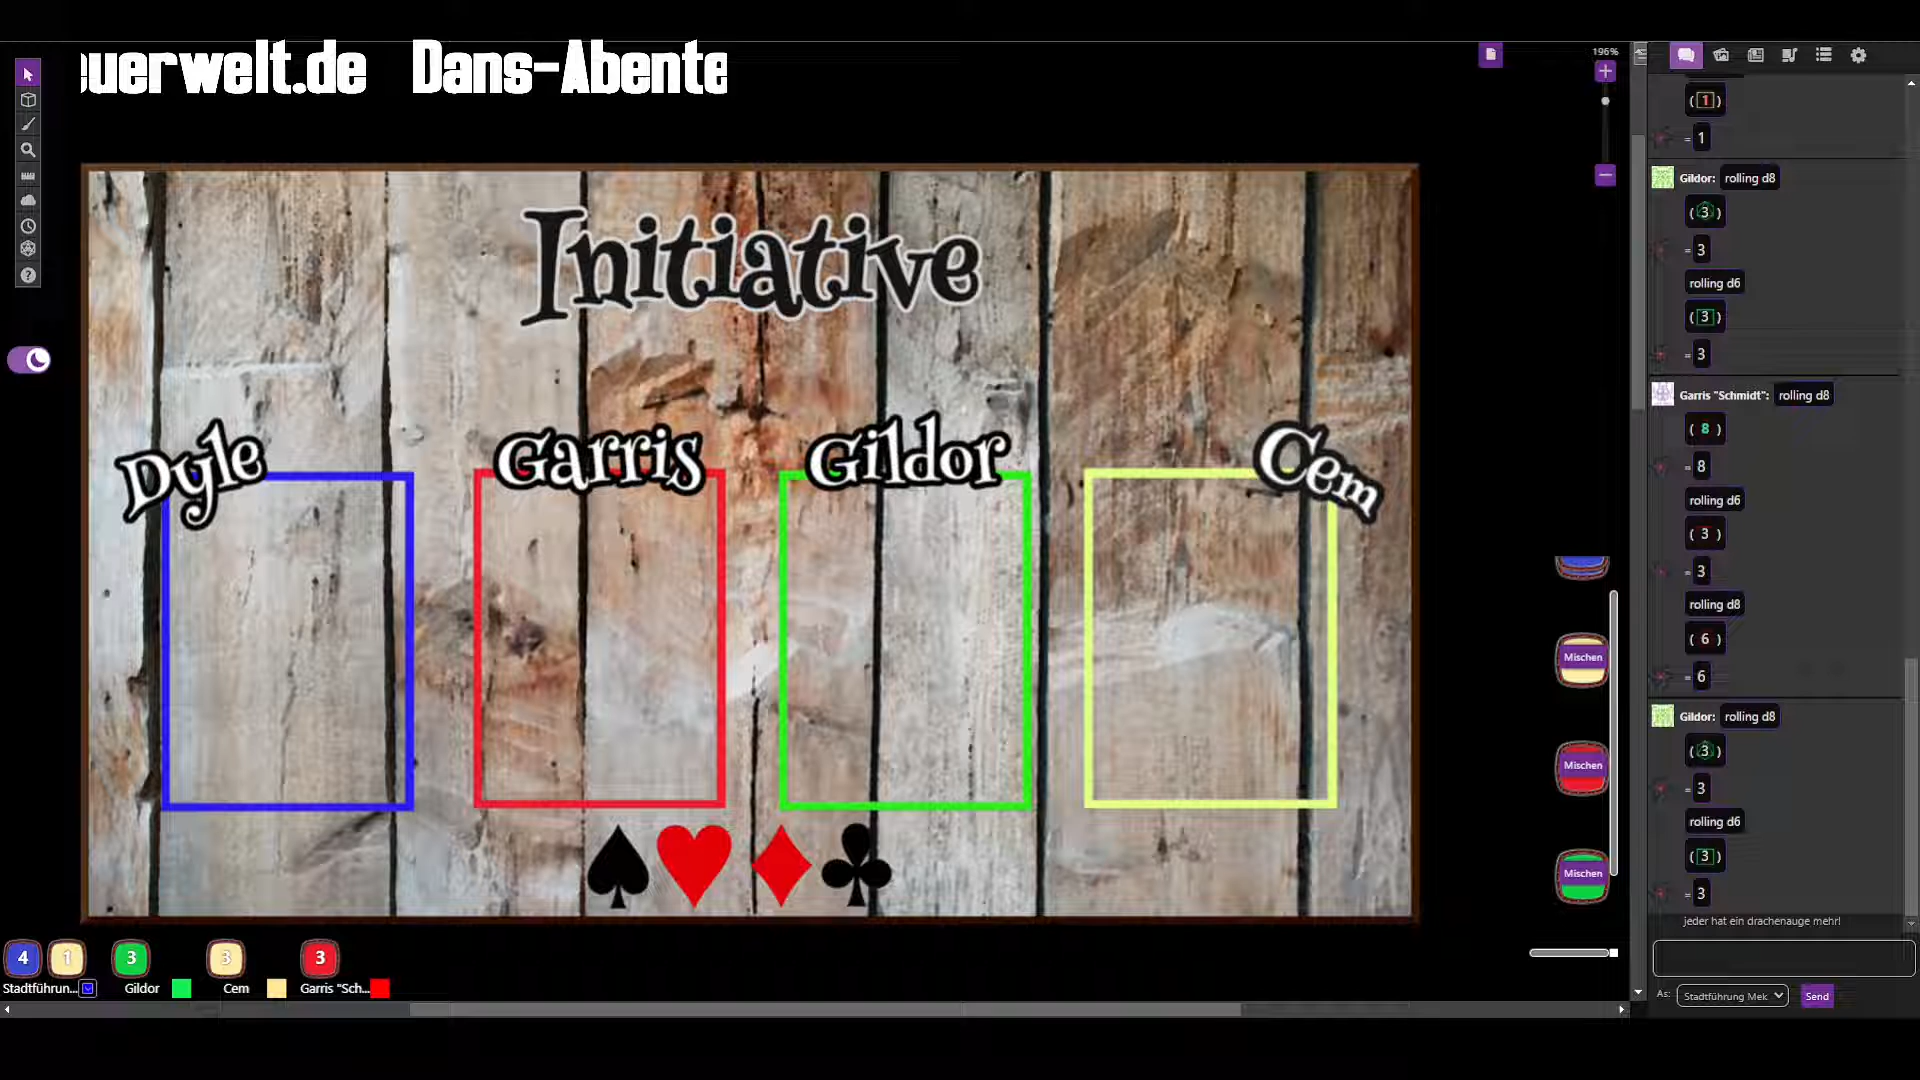 uerwelt.de Dans-Abente
196%
Initiative
Dyle
Garris
Gildor
Cem
Mischen
Mischen
Mischen
4
1
3
3
3
Stadtführun...
Gildor
Cem
Garris "Sch...
(1)
= 1
Gildor: rolling d8
(3)
= 3
rolling d6
(3)
= 3
Garris "Schmidt": rolling d8
( 8 )
= 8
rolling d6
( 3 )
= 3
rolling d8
( 6 )
= 6
Gildor: rolling d8
(3)
= 3
rolling d6
(3)
= 3
jeder hat ein drachenauge mehr!
As: Stadtführung Mek Send